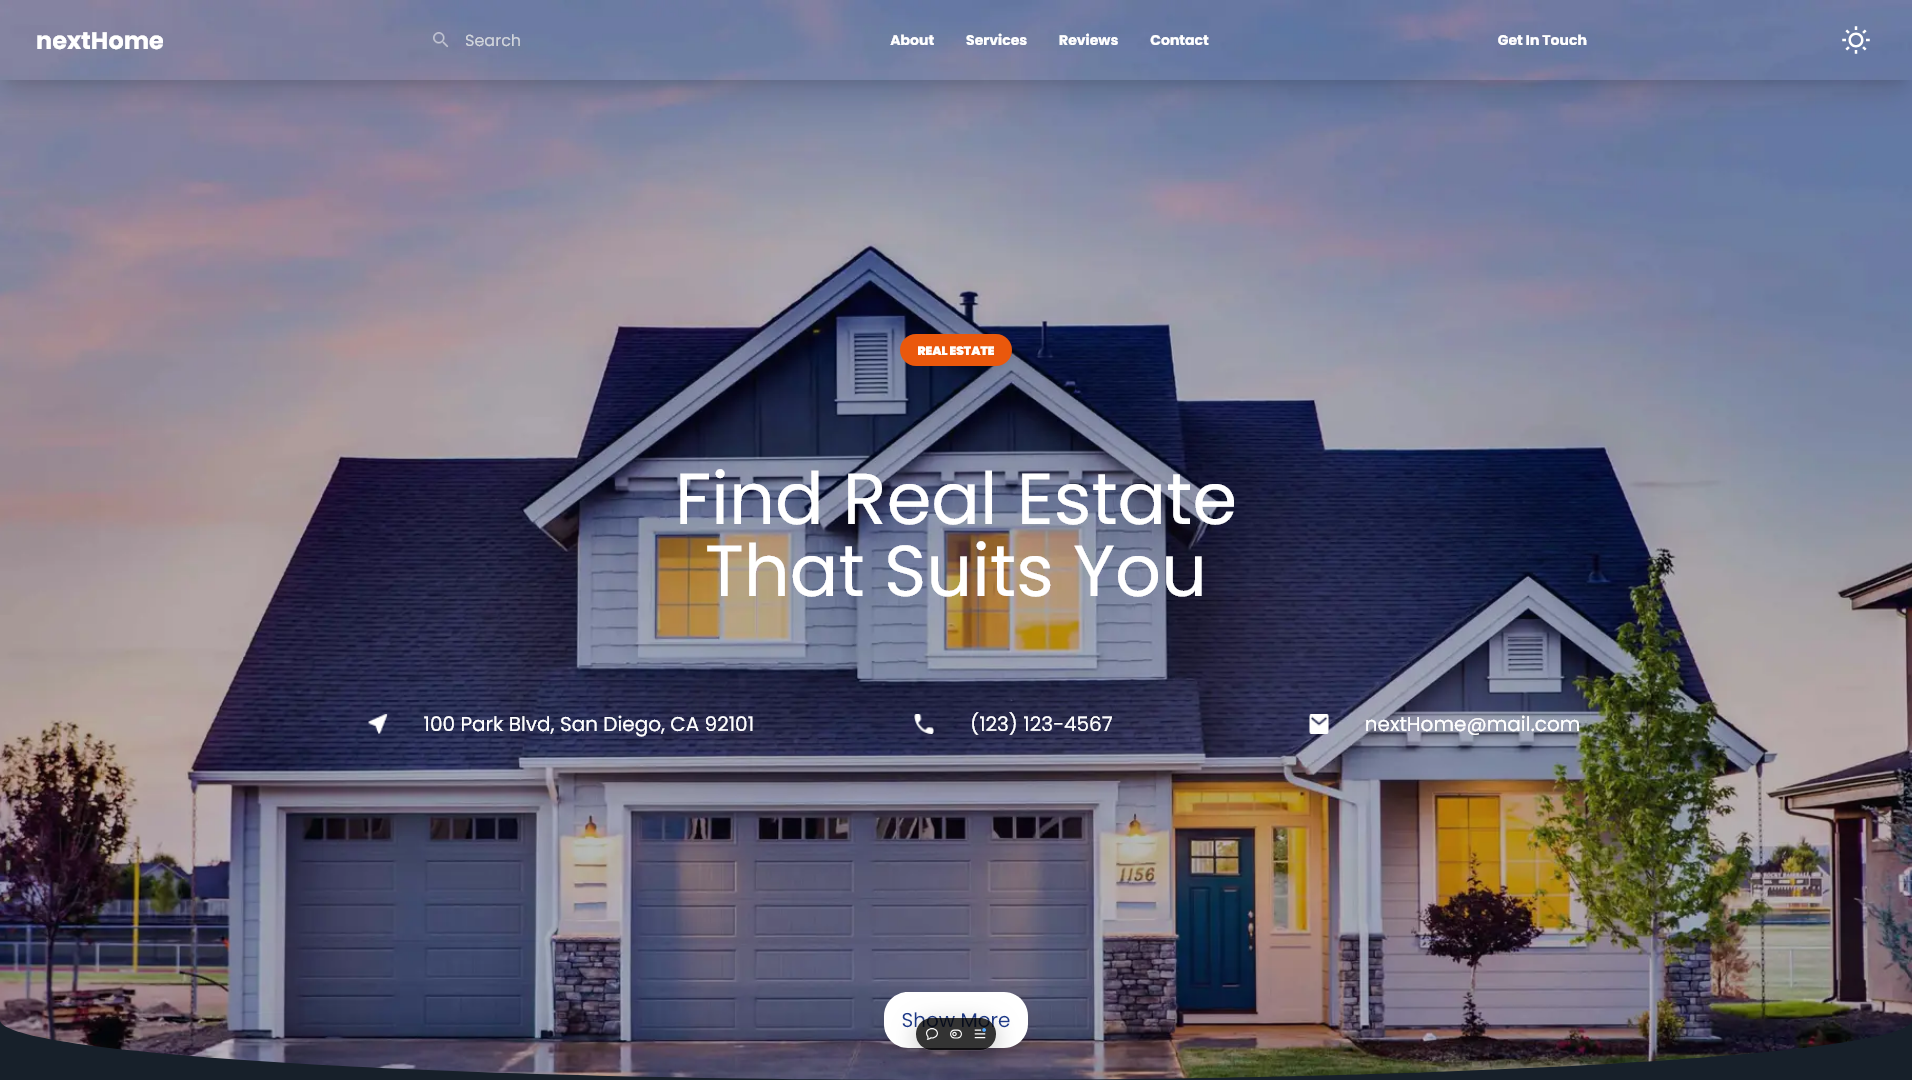 nextHome
Search
About Services Reviews Contact
Get In Touch
REAL ESTATE
Find Real Estate
That Suits You
100 Park Blvd, San Diego, CA 92101
(123) 123-4567
nextHome@mail.com
1156
Show More